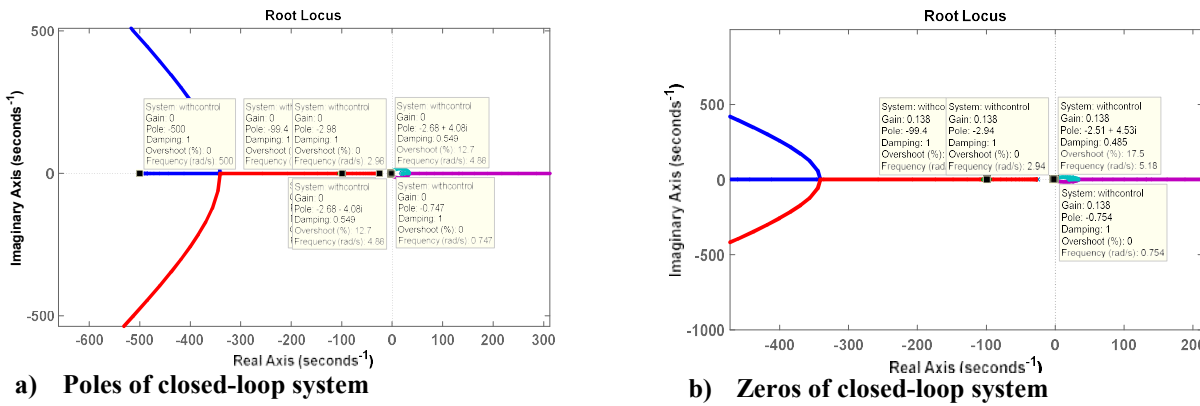 Root Locus
500
0
-500
-600
-500
-400
-300
-200
-100
0
100
200
300
Imaginary Axis (seconds-1)
Real Axis (seconds-1)
System: withcontrol
Gain: 0
Pole: -500
Damping: 1
Overshoot (%): 0
Frequency (rad/s): 500
Gain: 0
Pole: -99.4
Damping: 1
System: withcontrol
Gain: 0
Pole: -2.98
Damping: 1
Overshoot (%): 0
Frequency (rad/s): 2.98
System: withcontrol
Gain: 0
Pole: -2.68 + 4.08i
Damping: 0.549
Overshoot (%): 12.7
Frequency (rad/s): 4.88
System: withcontrol
Gain: 0
Pole: -2.68 - 4.08i
Damping: 0.549
Overshoot (%): 12.7
Frequency (rad/s): 4.88
System: withcontrol
Gain: 0
Pole: -0.747
Damping: 1
Overshoot (%): 0
Frequency (rad/s): 0.747
a) Poles of closed-loop system
Root Locus
500
0
-500
-1000
-400
-300
-200
-100
0
100
Imaginary Axis (seconds-1)
Real Axis (seconds-1)
System: withco
Gain: 0.138
Pole: -99.4
Damping: 1
System: withcontrol
Gain: 0.138
Pole: -2.94
Damping: 1
Overshoot (%): 0
Frequency (rad/s): 2.94
System: withcontrol
Gain: 0.138
Pole: -2.51 + 4.53i
Damping: 0.485
Overshoot (%): 17.5
Frequency (rad/s): 5.18
System: withcontrol
Gain: 0.138
Pole: -0.754
Damping: 1
Overshoot (%): 0
Frequency (rad/s): 0.754
b) Zeros of closed-loop system